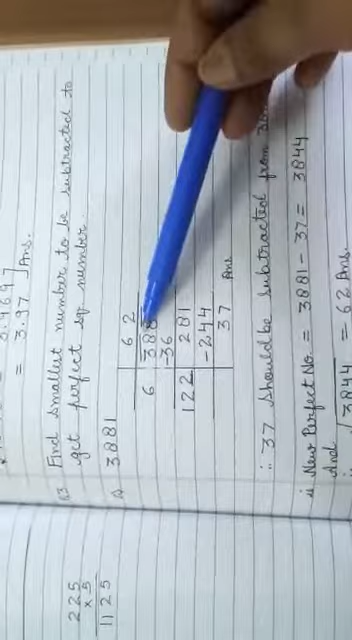 = 3.97 ] Ans.
Q3 Find smallest number to be subtracted to
get perfect sq number.
a) 3881
6 2
6 388
-36
122 281
-244
37 Ans
∴ 37 should be subtracted from
∴ New Perfect No. = 3881 - 37 = 3844
And √3844 = 62 Ans.
225
× 5
1125